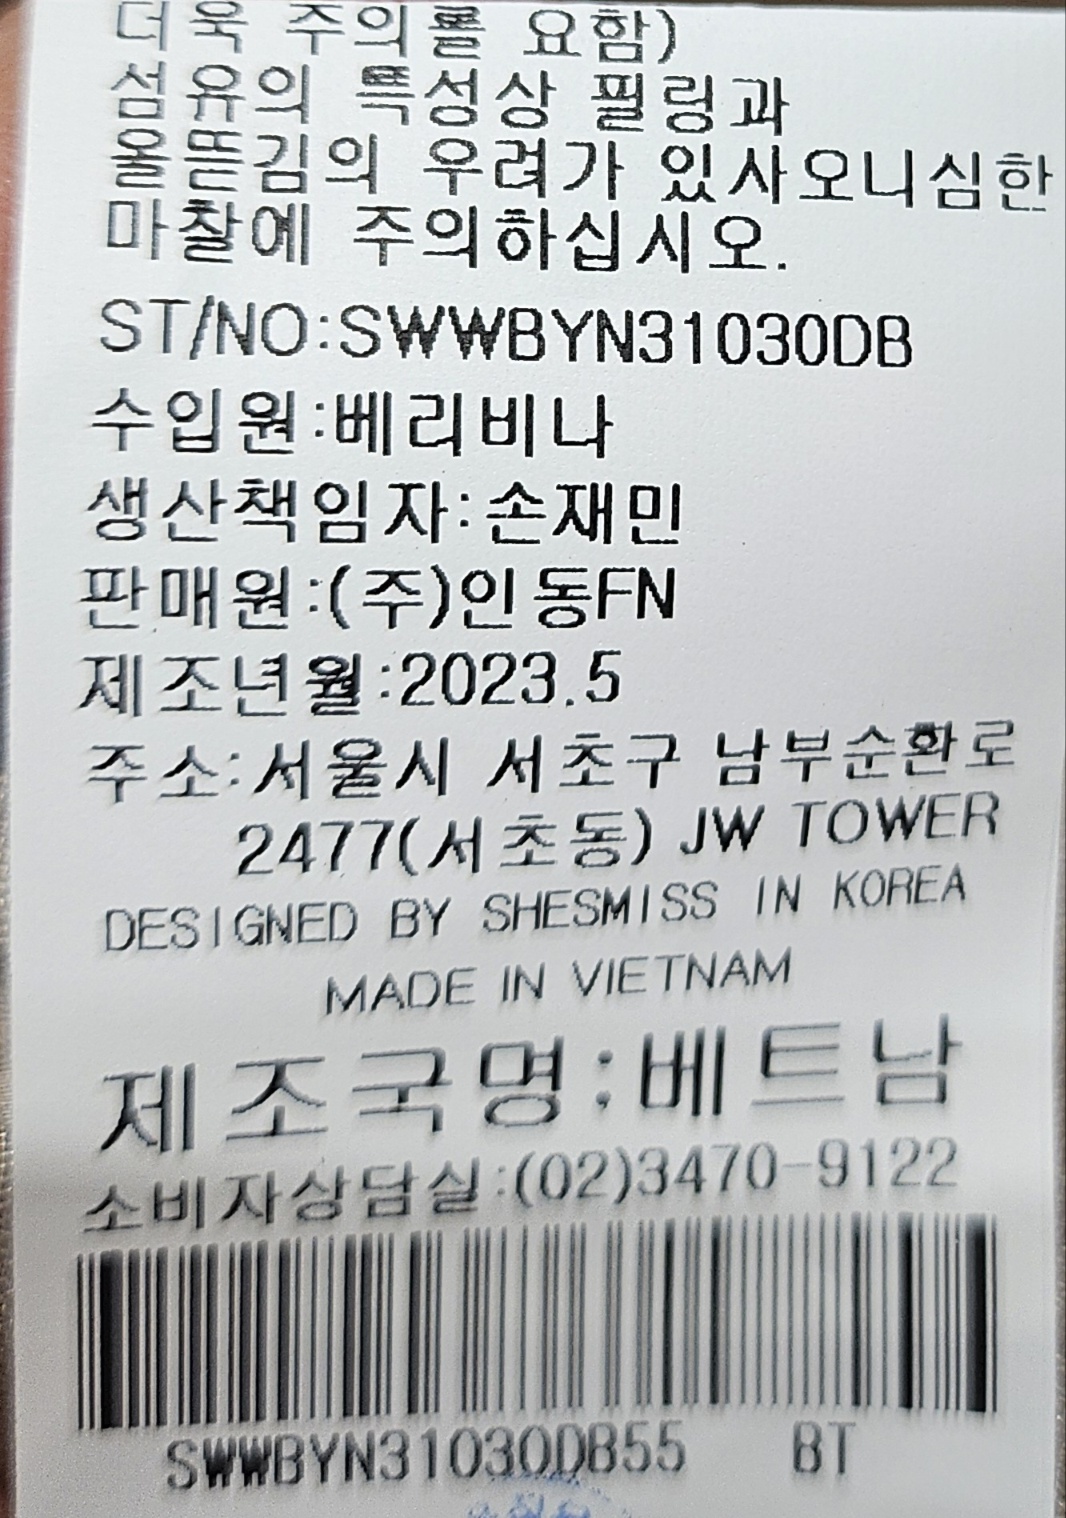 더욱 주의를 요함)
섬유의 특성상 필링과
올뜯김의 우려가 있사오니심한
마찰에 주의하십시오.
ST/NO:SWWBYN31030DB
수입원:베리비나
생산책임자:손재민
판매원:(주)인동FN
제조년월:2023.5
주소:서울시 서초구 남부순환로
2477(서초동) JW TOWER
DESIGNED BY SHESMISS IN KOREA
MADE IN VIETNAM
제조국명:베트남
소비자상담실:(02)3470-9122
SWWBYN31030DB55 BT